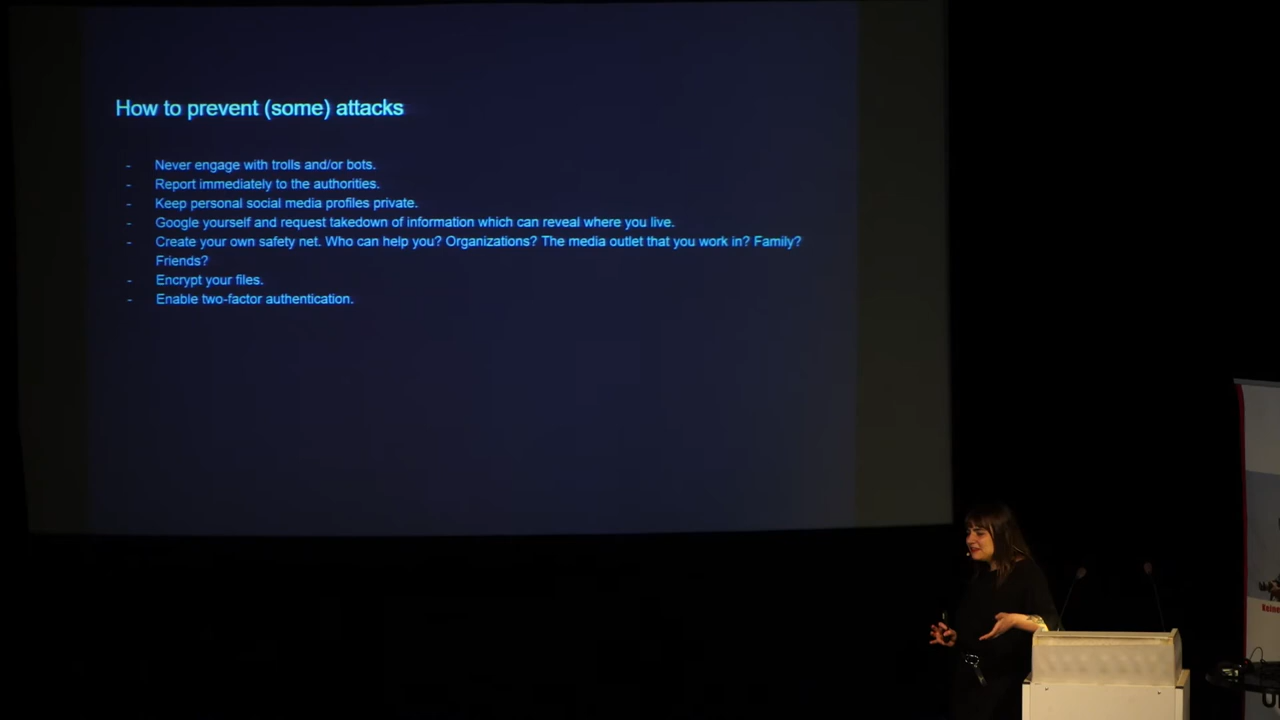 How to prevent (some) attacks
- Never engage with trolls and/or bots.
- Report immediately to the authorities.
- Keep personal social media profiles private.
- Google yourself and request takedown of information which can reveal where you live.
- Create your own safety net. Who can help you? Organizations? The media outlet that you work in? Family?
Friends?
- Encrypt your files.
- Enable two-factor authentication.